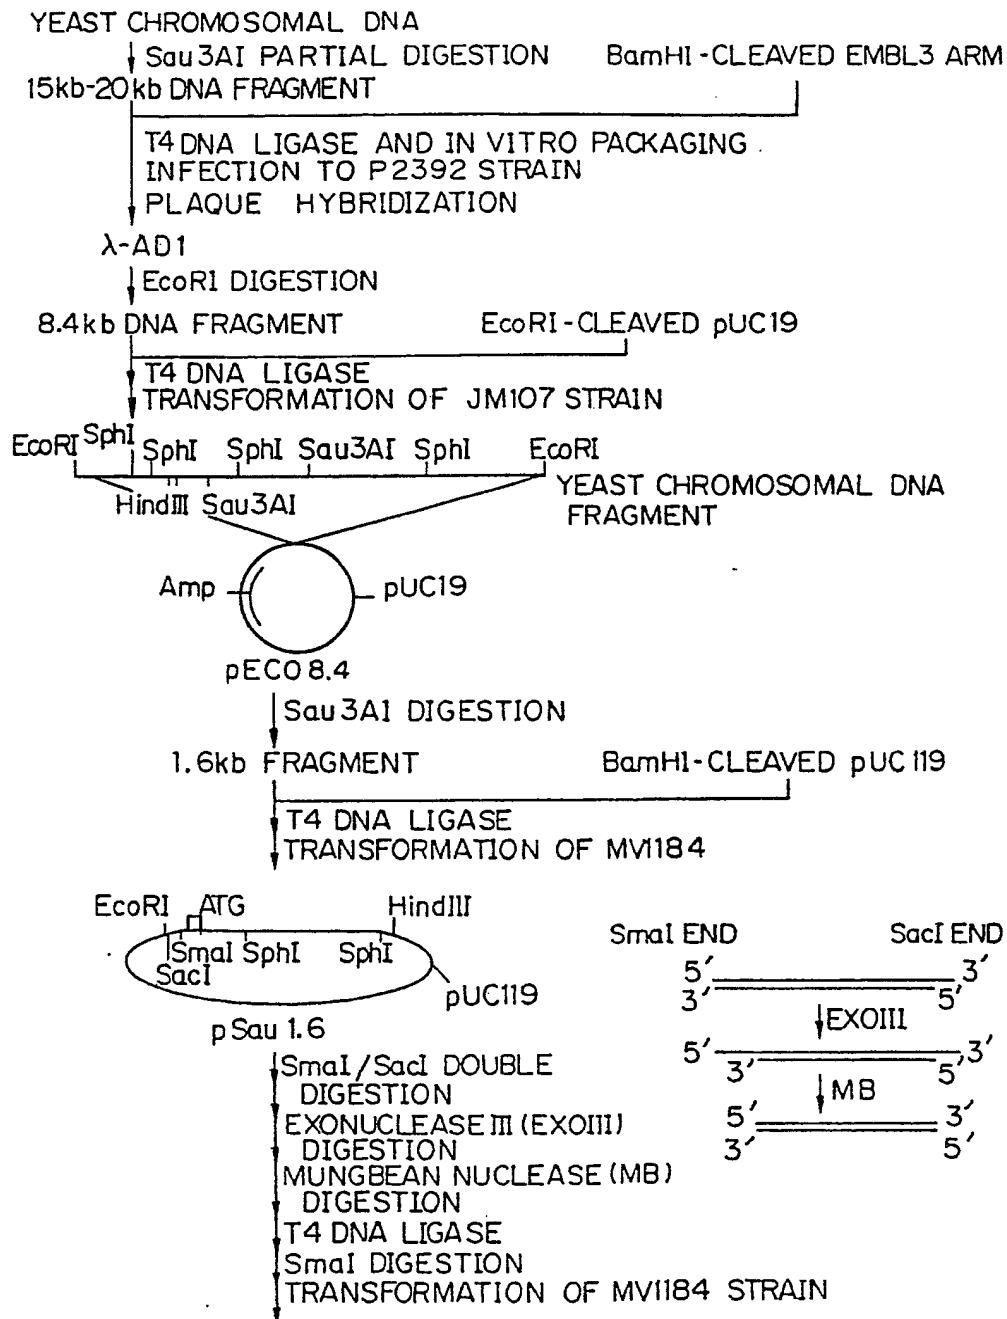 YEAST CHROMOSOMAL DNA
Sau3AI PARTIAL DIGESTION
BamHI-CLEAVED EMBL3 ARM
15kb-20kb DNA FRAGMENT
T4 DNA LIGASE AND IN VITRO PACKAGING
INFECTION TO P2392 STRAIN
PLAQUE HYBRIDIZATION
λ-AD1
EcoRI DIGESTION
8.4kb DNA FRAGMENT
EcoRI-CLEAVED pUC19
T4 DNA LIGASE
TRANSFORMATION OF JM107 STRAIN
EcoRI SphI SphI SphI Sau3AI SphI EcoRI
HindIII Sau3AI
YEAST CHROMOSOMAL DNA
FRAGMENT
Amp
pUC19
pECO8.4
Sau3AI DIGESTION
1.6kb FRAGMENT
BamHI-CLEAVED pUC119
T4 DNA LIGASE
TRANSFORMATION OF MV1184
EcoRI ATG HindIII
SmaI SphI SphI
SacI
pUC119
pSau1.6
SmaI END SacI END
5' 3'
3' 5'
EXOIII
5' 3'
3' 5'
MB
5' 3'
3' 5'
SmaI/SacI DOUBLE
DIGESTION
EXONUCLEASE III (EXOIII)
DIGESTION
MUNGBEAN NUCLEASE (MB)
DIGESTION
T4 DNA LIGASE
SmaI DIGESTION
TRANSFORMATION OF MV1184 STRAIN